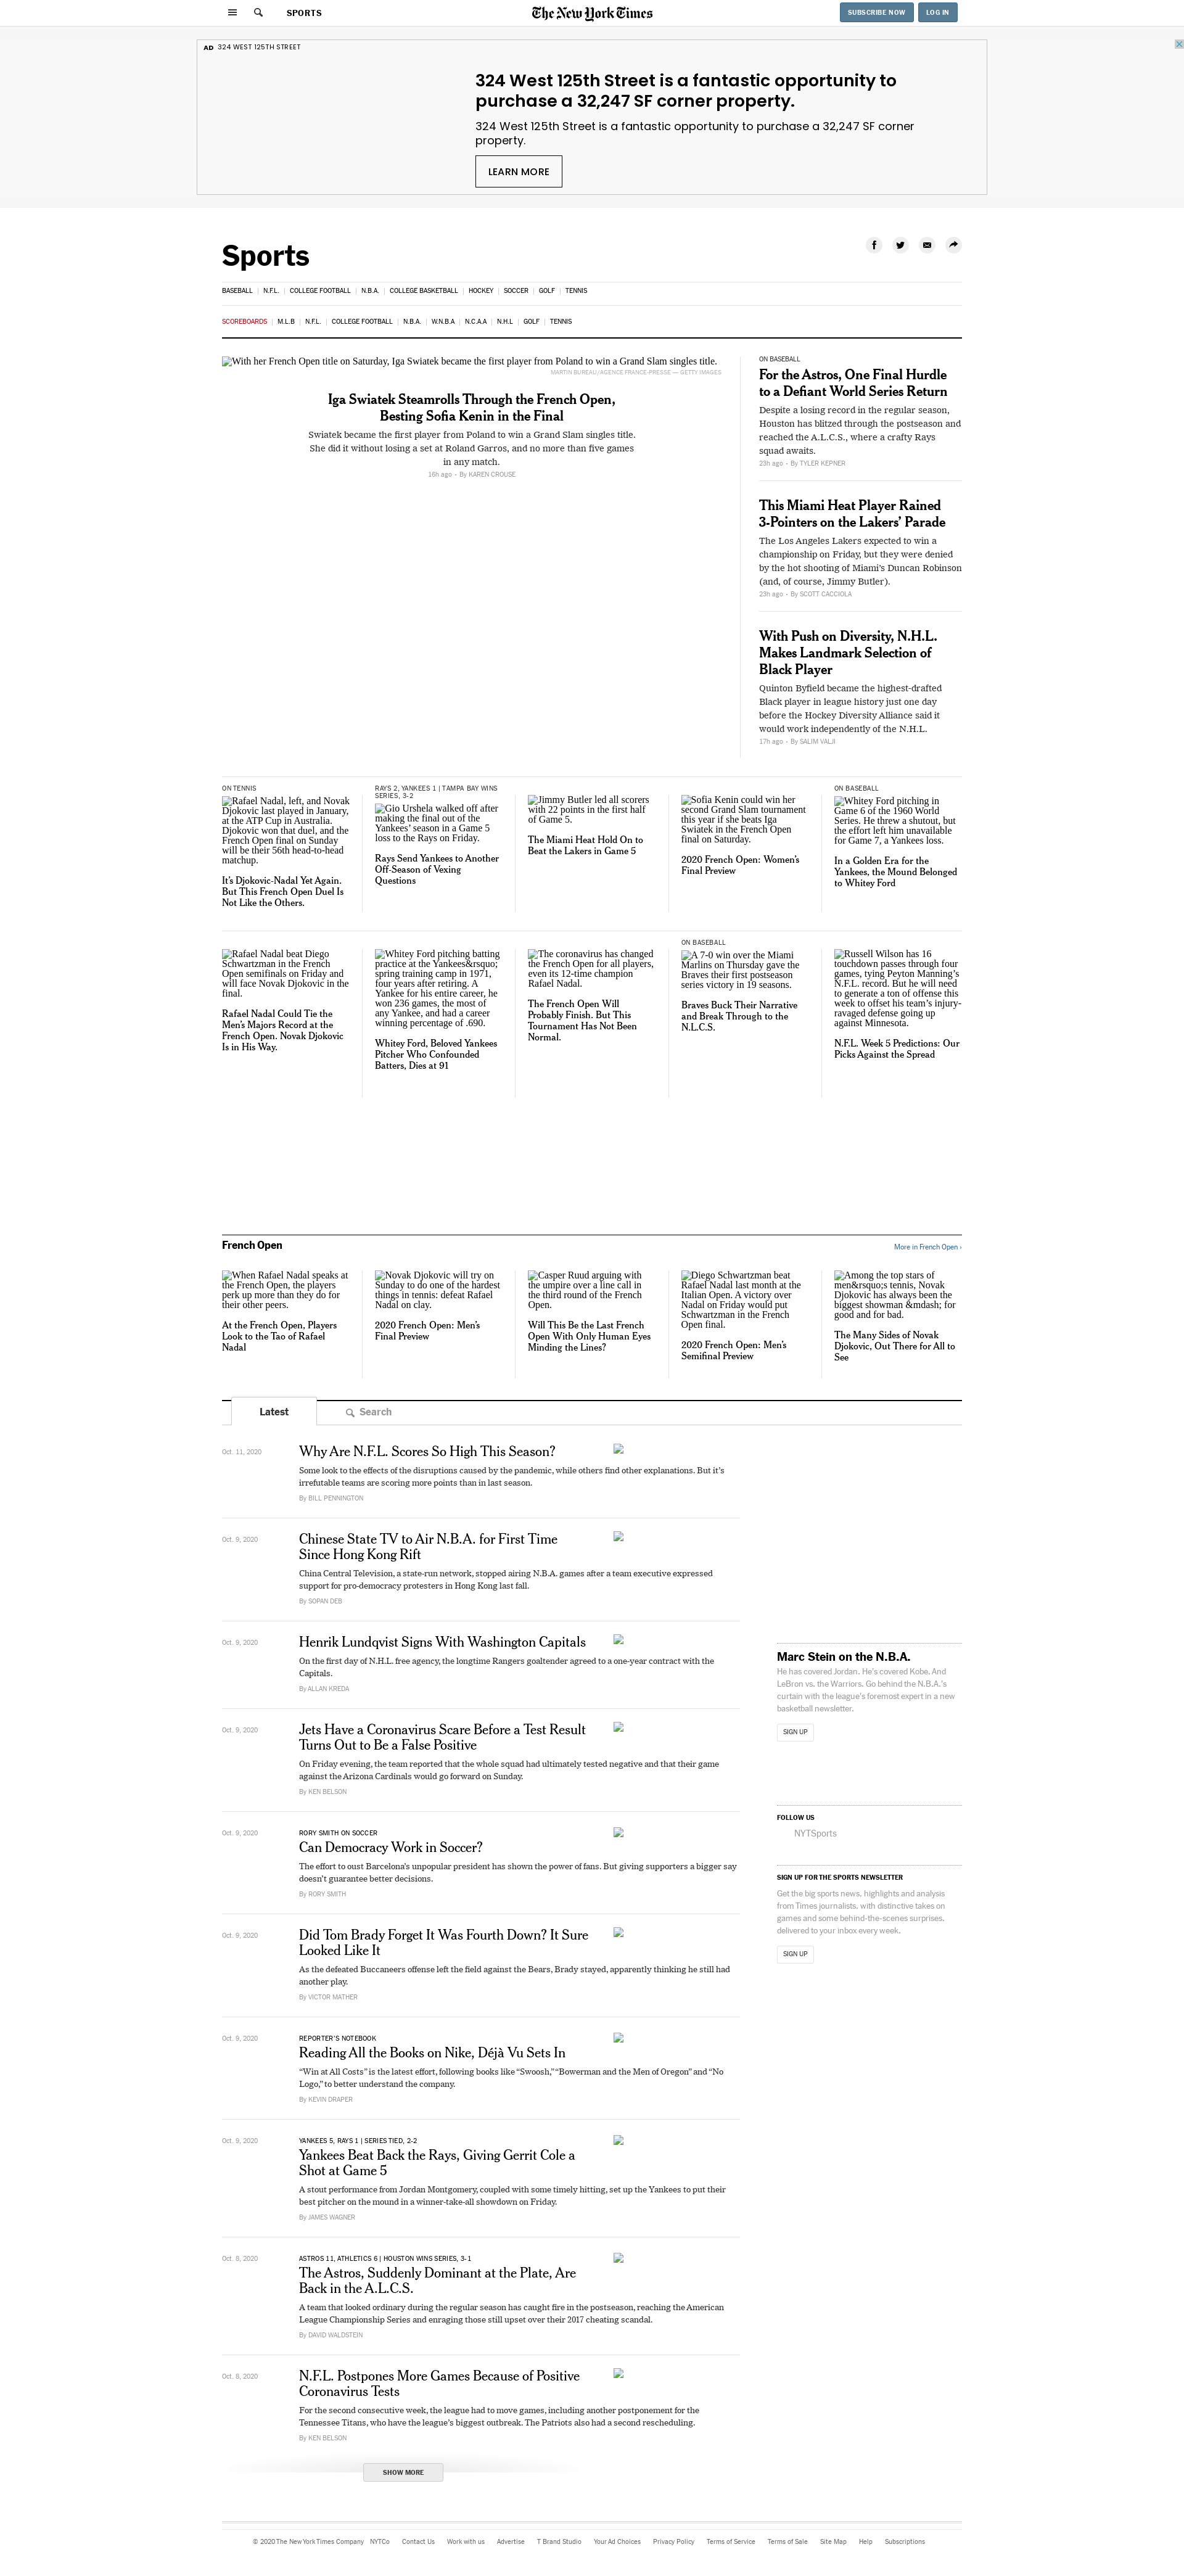 SPORTS
The New York Times
SUBSCRIBE NOW
LOG IN
AD 324 WEST 125TH STREET
324 West 125th Street is a fantastic opportunity to
purchase a 32,247 SF corner property.
324 West 125th Street is a fantastic opportunity to purchase a 32,247 SF corner
property.
LEARN MORE
Sports
BASEBALL | N.F.L. | COLLEGE FOOTBALL | N.B.A. | COLLEGE BASKETBALL | HOCKEY | SOCCER | GOLF | TENNIS
SCOREBOARDS | M.L.B | N.F.L. | COLLEGE FOOTBALL | N.B.A. | W.N.B.A | N.C.A.A | N.H.L | GOLF | TENNIS
With her French Open title on Saturday, Iga Swiatek became the first player from Poland to win a Grand Slam singles title.
MARTIN BUREAU/AGENCE FRANCE-PRESSE — GETTY IMAGES
Iga Swiatek Steamrolls Through the French Open,
Besting Sofia Kenin in the Final
Swiatek became the first player from Poland to win a Grand Slam singles title.
She did it without losing a set at Roland Garros, and no more than five games
in any match.
16h ago • By KAREN CROUSE
ON BASEBALL
For the Astros, One Final Hurdle
to a Defiant World Series Return
Despite a losing record in the regular season,
Houston has blitzed through the postseason and
reached the A.L.C.S., where a crafty Rays
squad awaits.
23h ago • By TYLER KEPNER
This Miami Heat Player Rained
3-Pointers on the Lakers' Parade
The Los Angeles Lakers expected to win a
championship on Friday, but they were denied
by the hot shooting of Miami's Duncan Robinson
(and, of course, Jimmy Butler).
23h ago • By SCOTT CACCIOLA
With Push on Diversity, N.H.L.
Makes Landmark Selection of
Black Player
Quinton Byfield became the highest-drafted
Black player in league history just one day
before the Hockey Diversity Alliance said it
would work independently of the N.H.L.
17h ago • By SALIM VALJI
ON TENNIS
Rafael Nadal, left, and Novak
Djokovic last played in January,
at the ATP Cup in Australia.
Djokovic won that duel, and the
French Open final on Sunday
will be their 56th head-to-head
matchup.
It's Djokovic-Nadal Yet Again.
But This French Open Duel Is
Not Like the Others.
RAYS 2, YANKEES 1 | TAMPA BAY WINS
SERIES, 3-2
Gio Urshela walked off after
making the final out of the
Yankees' season in a Game 5
loss to the Rays on Friday.
Rays Send Yankees to Another
Off-Season of Vexing
Questions
Jimmy Butler led all scorers
with 22 points in the first half
of Game 5.
The Miami Heat Hold On to
Beat the Lakers in Game 5
Sofia Kenin could win her
second Grand Slam tournament
this year if she beats Iga
Swiatek in the French Open
final on Saturday.
2020 French Open: Women's
Final Preview
ON BASEBALL
Whitey Ford pitching in
Game 6 of the 1960 World
Series. He threw a shutout, but
the effort left him unavailable
for Game 7, a Yankees loss.
In a Golden Era for the
Yankees, the Mound Belonged
to Whitey Ford
Rafael Nadal beat Diego
Schwartzman in the French
Open semifinals on Friday and
will face Novak Djokovic in the
final.
Rafael Nadal Could Tie the
Men's Majors Record at the
French Open. Novak Djokovic
Is in His Way.
Whitey Ford pitching batting
practice at the Yankees&rsquo;
spring training camp in 1971,
four years after retiring. A
Yankee for his entire career, he
won 236 games, the most of
any Yankee, and had a career
winning percentage of .690.
Whitey Ford, Beloved Yankees
Pitcher Who Confounded
Batters, Dies at 91
The coronavirus has changed
the French Open for all players,
even its 12-time champion
Rafael Nadal.
The French Open Will
Probably Finish. But This
Tournament Has Not Been
Normal.
ON BASEBALL
A 7-0 win over the Miami
Marlins on Thursday gave the
Braves their first postseason
series victory in 19 seasons.
Braves Buck Their Narrative
and Break Through to the
N.L.C.S.
Russell Wilson has 16
touchdown passes through four
games, tying Peyton Manning's
N.F.L. record. But he will need
to generate a ton of offense this
week to offset his team's injury-
ravaged defense going up
against Minnesota.
N.F.L. Week 5 Predictions: Our
Picks Against the Spread
French Open
More in French Open ›
When Rafael Nadal speaks at
the French Open, the players
perk up more than they do for
their other peers.
At the French Open, Players
Look to the Tao of Rafael
Nadal
Novak Djokovic will try on
Sunday to do one of the hardest
things in tennis: defeat Rafael
Nadal on clay.
2020 French Open: Men's
Final Preview
Casper Ruud arguing with
the umpire over a line call in
the third round of the French
Open.
Will This Be the Last French
Open With Only Human Eyes
Minding the Lines?
Diego Schwartzman beat
Rafael Nadal last month at the
Italian Open. A victory over
Nadal on Friday would put
Schwartzman in the French
Open final.
2020 French Open: Men's
Semifinal Preview
Among the top stars of
men&rsquo;s tennis, Novak
Djokovic has always been the
biggest showman &mdash; for
good and for bad.
The Many Sides of Novak
Djokovic, Out There for All to
See
Latest
Search
Oct. 11, 2020
Why Are N.F.L. Scores So High This Season?
Some look to the effects of the disruptions caused by the pandemic, while others find other explanations. But it's
irrefutable teams are scoring more points than in last season.
By BILL PENNINGTON
Oct. 9, 2020
Chinese State TV to Air N.B.A. for First Time
Since Hong Kong Rift
China Central Television, a state-run network, stopped airing N.B.A. games after a team executive expressed
support for pro-democracy protesters in Hong Kong last fall.
By SOPAN DEB
Oct. 9, 2020
Henrik Lundqvist Signs With Washington Capitals
On the first day of N.H.L. free agency, the longtime Rangers goaltender agreed to a one-year contract with the
Capitals.
By ALLAN KREDA
Oct. 9, 2020
Jets Have a Coronavirus Scare Before a Test Result
Turns Out to Be a False Positive
On Friday evening, the team reported that the whole squad had ultimately tested negative and that their game
against the Arizona Cardinals would go forward on Sunday.
By KEN BELSON
Oct. 9, 2020
RORY SMITH ON SOCCER
Can Democracy Work in Soccer?
The effort to oust Barcelona's unpopular president has shown the power of fans. But giving supporters a bigger say
doesn't guarantee better decisions.
By RORY SMITH
Oct. 9, 2020
Did Tom Brady Forget It Was Fourth Down? It Sure
Looked Like It
As the defeated Buccaneers offense left the field against the Bears, Brady stayed, apparently thinking he still had
another play.
By VICTOR MATHER
Oct. 9, 2020
REPORTER'S NOTEBOOK
Reading All the Books on Nike, Déjà Vu Sets In
“Win at All Costs” is the latest effort, following books like “Swoosh,” “Bowerman and the Men of Oregon” and “No
Logo,” to better understand the company.
By KEVIN DRAPER
Oct. 9, 2020
YANKEES 5, RAYS 1 | SERIES TIED, 2-2
Yankees Beat Back the Rays, Giving Gerrit Cole a
Shot at Game 5
A stout performance from Jordan Montgomery, coupled with some timely hitting, set up the Yankees to put their
best pitcher on the mound in a winner-take-all showdown on Friday.
By JAMES WAGNER
Oct. 8, 2020
ASTROS 11, ATHLETICS 6 | HOUSTON WINS SERIES, 3-1
The Astros, Suddenly Dominant at the Plate, Are
Back in the A.L.C.S.
A team that looked ordinary during the regular season has caught fire in the postseason, reaching the American
League Championship Series and enraging those still upset over their 2017 cheating scandal.
By DAVID WALDSTEIN
Oct. 8, 2020
N.F.L. Postpones More Games Because of Positive
Coronavirus Tests
For the second consecutive week, the league had to move games, including another postponement for the
Tennessee Titans, who have the league's biggest outbreak. The Patriots also had a second rescheduling.
By KEN BELSON
SHOW MORE
Marc Stein on the N.B.A.
He has covered Jordan. He's covered Kobe. And
LeBron vs. the Warriors. Go behind the N.B.A.'s
curtain with the league's foremost expert in a new
basketball newsletter.
SIGN UP
FOLLOW US
NYTSports
SIGN UP FOR THE SPORTS NEWSLETTER
Get the big sports news, highlights and analysis
from Times journalists, with distinctive takes on
games and some behind-the-scenes surprises,
delivered to your inbox every week.
SIGN UP
© 2020 The New York Times Company NYTCo Contact Us Work with us Advertise T Brand Studio Your Ad Choices Privacy Policy Terms of Service Terms of Sale Site Map Help Subscriptions